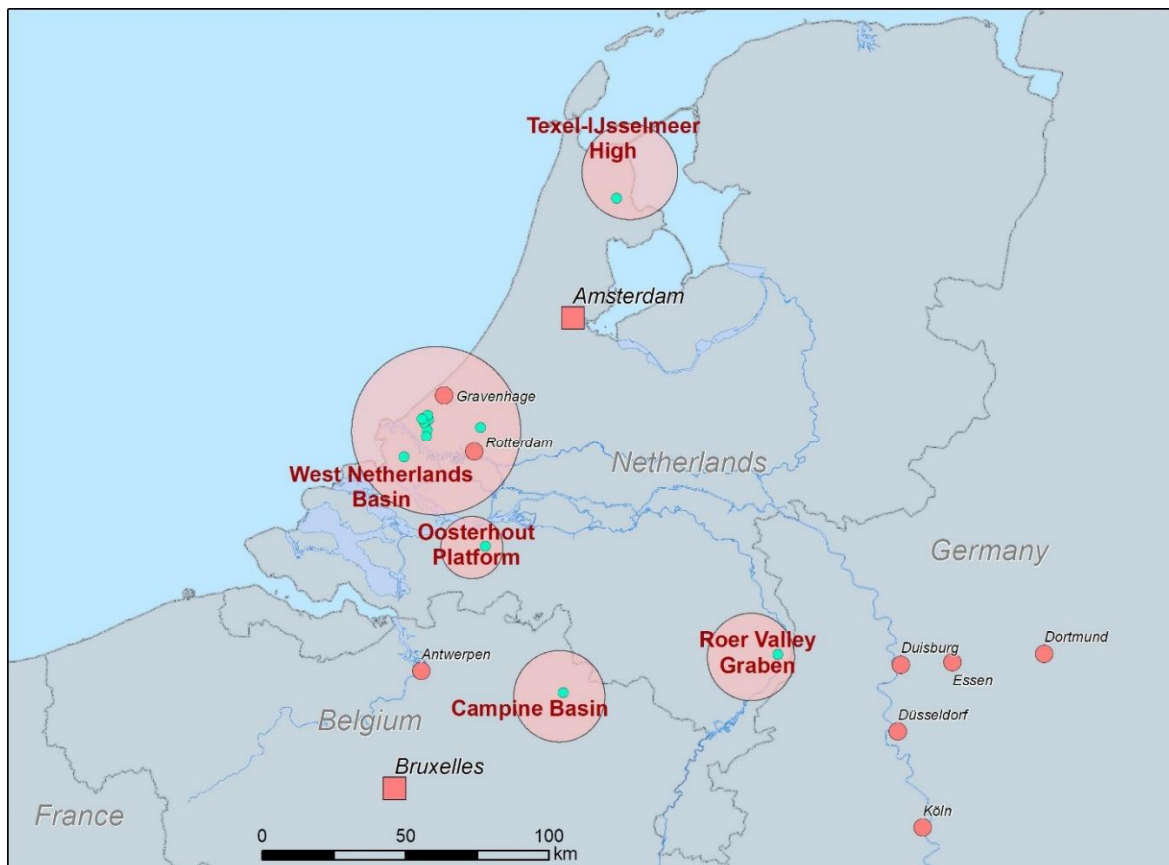 Texel-IJsselmeer
High
Amsterdam
Gravenhage
Rotterdam
West Netherlands
Basin
Netherlands
Oosterhout
Platform
Germany
Roer Valley
Graben
Duisburg
Dortmund
Essen
Antwerpen
Campine Basin
Belgium
Düsseldorf
Bruxelles
France
Köln
0 50 100
km